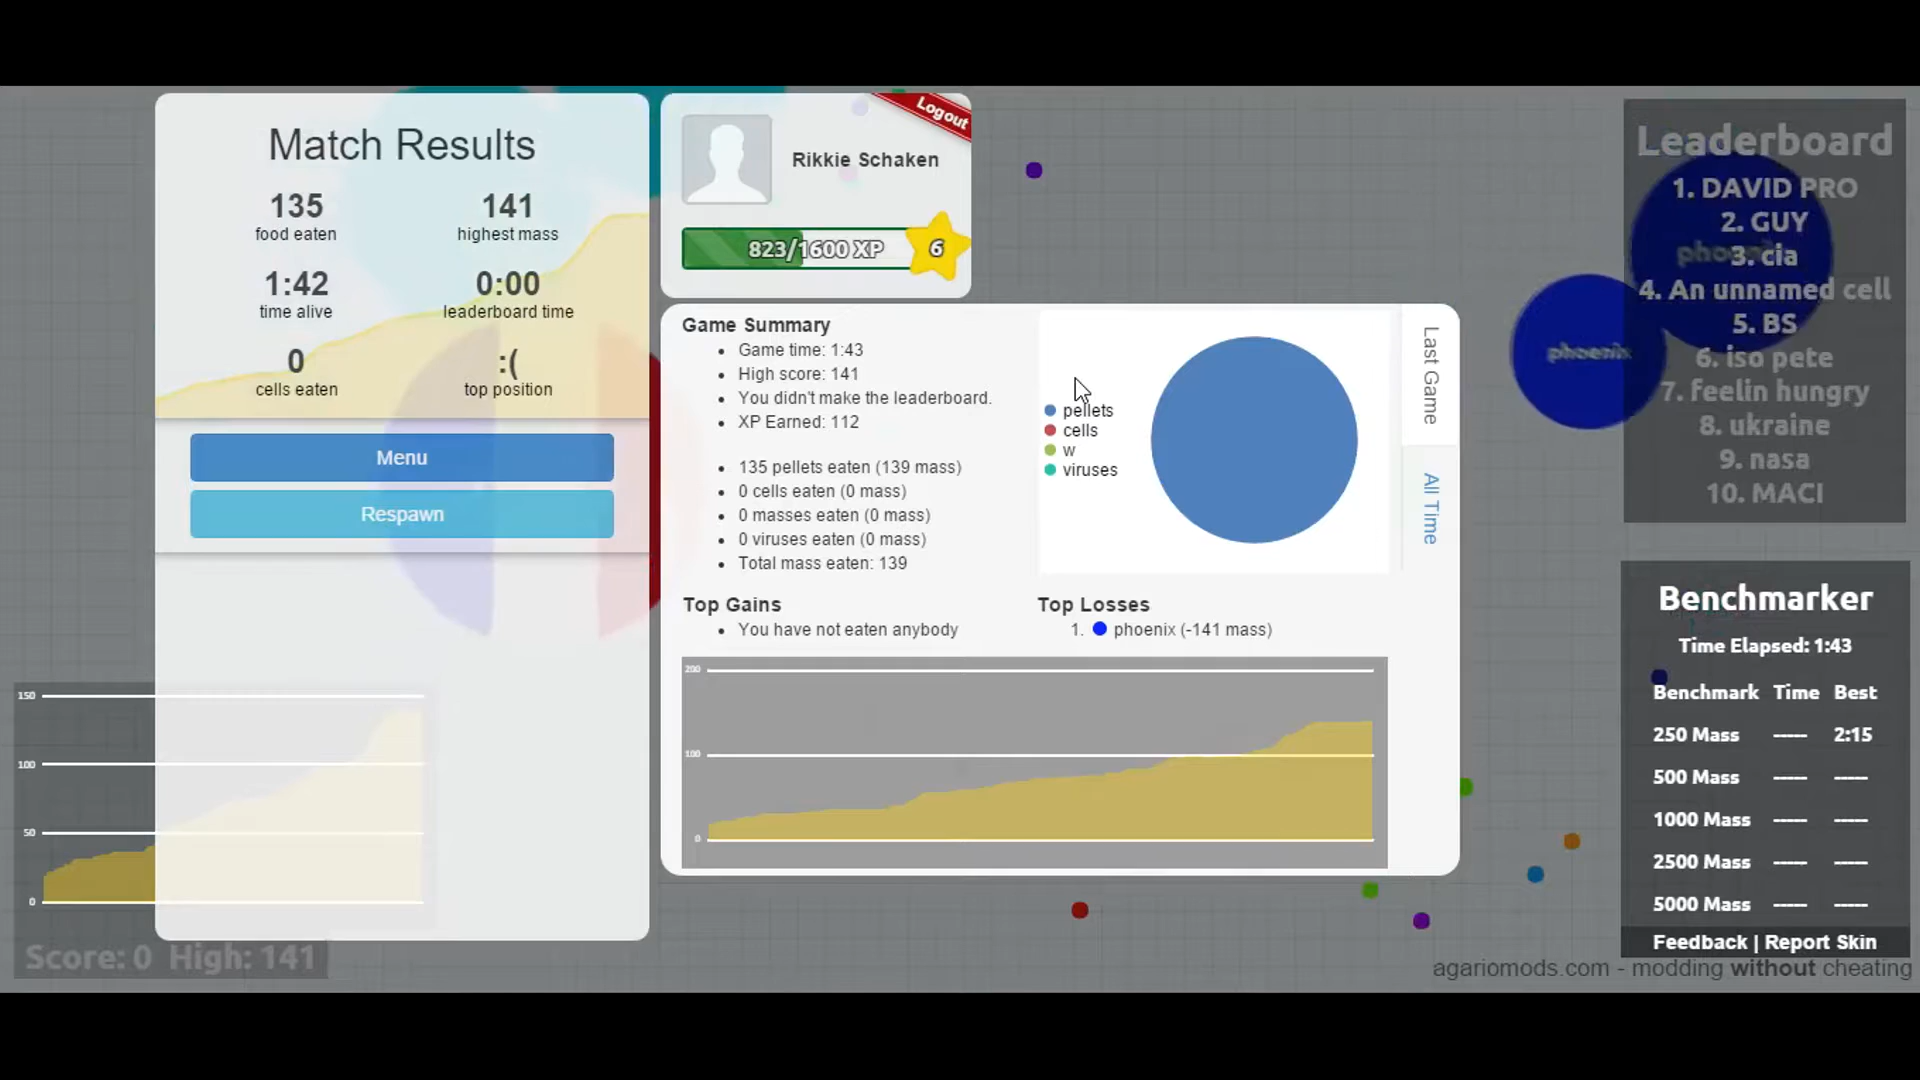 Match Results
135
food eaten
141
highest mass
1:42
time alive
0:00
leaderboard time
0
cells eaten
:(
top position
Menu
Respawn
150
100
50
0
Score: 0 High: 141
Logout
Rikkie Schaken
823/1600 XP
6
Game Summary
Game time: 1:43
High score: 141
You didn't make the leaderboard.
XP Earned: 112
135 pellets eaten (139 mass)
0 cells eaten (0 mass)
0 masses eaten (0 mass)
0 viruses eaten (0 mass)
Total mass eaten: 139
pellets
cells
w
viruses
Last Game
All Time
Top Gains
You have not eaten anybody
Top Losses
1. phoenix (-141 mass)
200
100
0
phoenix
Leaderboard
1. DAVID PRO
2. GUY
3. cia
4. An unnamed cell
5. BS
6. iso pete
7. feelin hungry
8. ukraine
9. nasa
10. MACI
Benchmarker
Time Elapsed: 1:43
Benchmark Time Best
250 Mass ----- 2:15
500 Mass ----- -----
1000 Mass ----- -----
2500 Mass ----- -----
5000 Mass ----- -----
Feedback | Report Skin
agariomods.com - modding without cheating